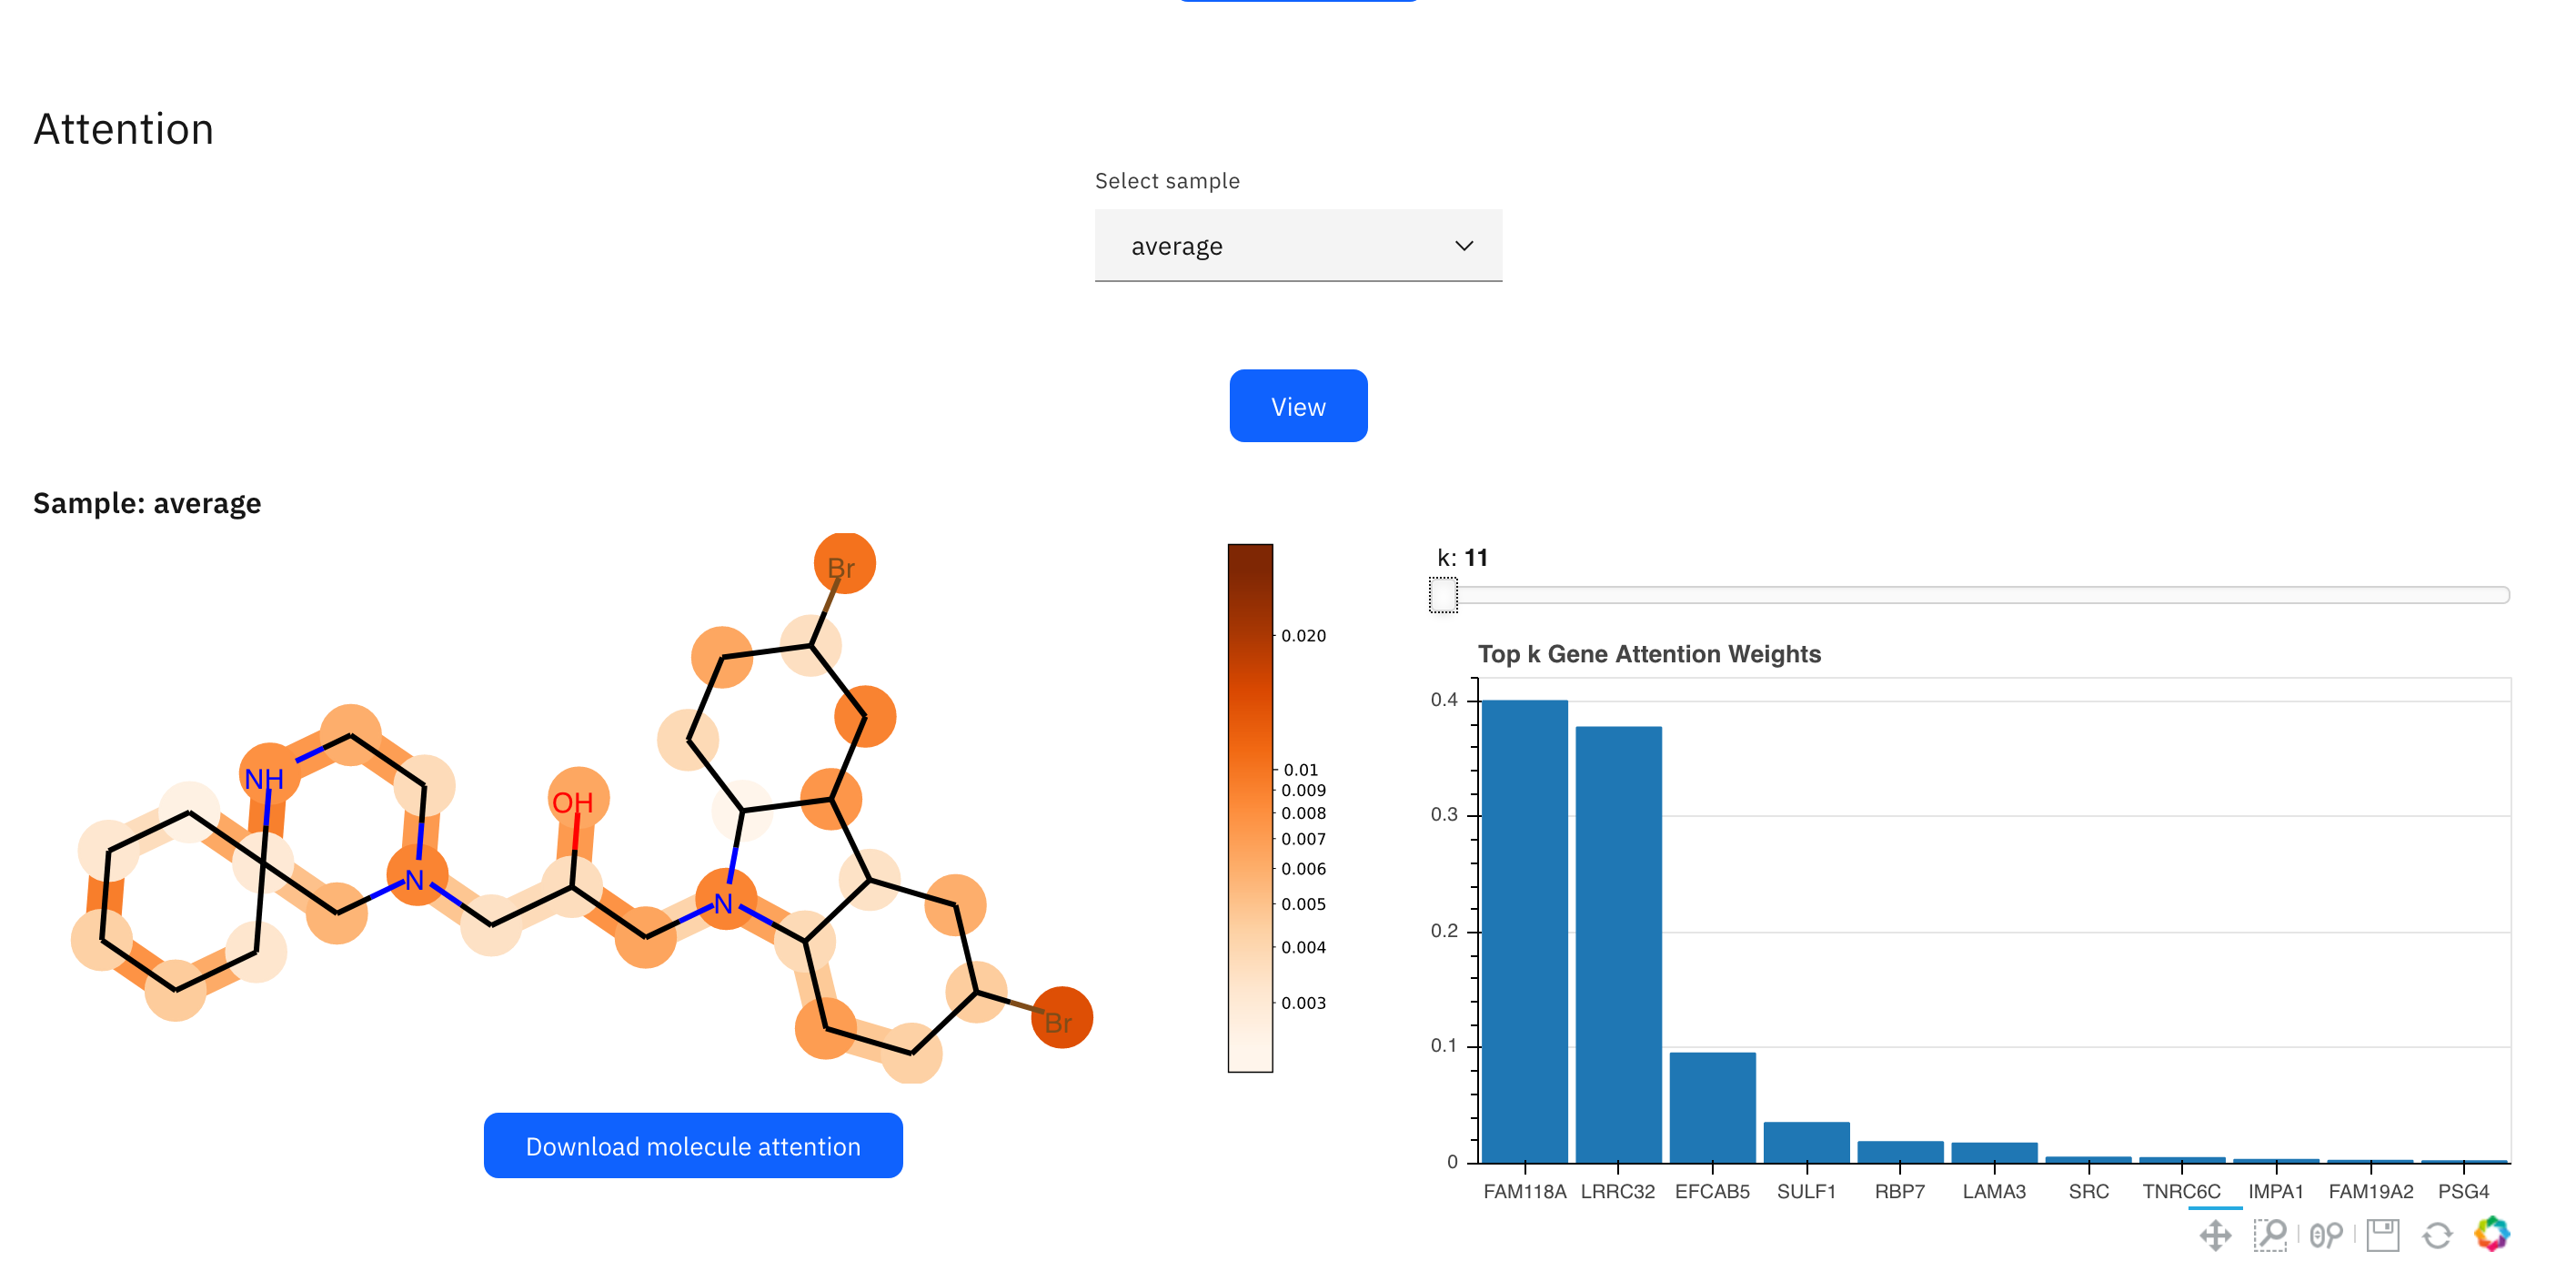 Attention
Select sample
average
View
Sample: average
Br
NH
OH
N
N
Br
0.020
0.01
0.009
0.008
0.007
0.006
0.005
0.004
0.003
Download molecule attention
k: 11
Top k Gene Attention Weights
0.4
0.3
0.2
0.1
0
FAM118A LRRC32 EFCAB5 SULF1 RBP7 LAMA3 SRC TNRC6C IMPA1 FAM19A2 PSG4